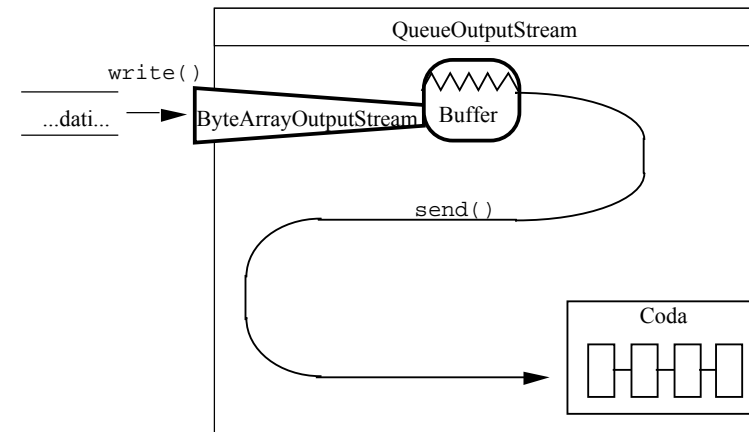 QueueOutputStream
write()
...dati...
ByteArrayOutputStream
Buffer
send()
Coda